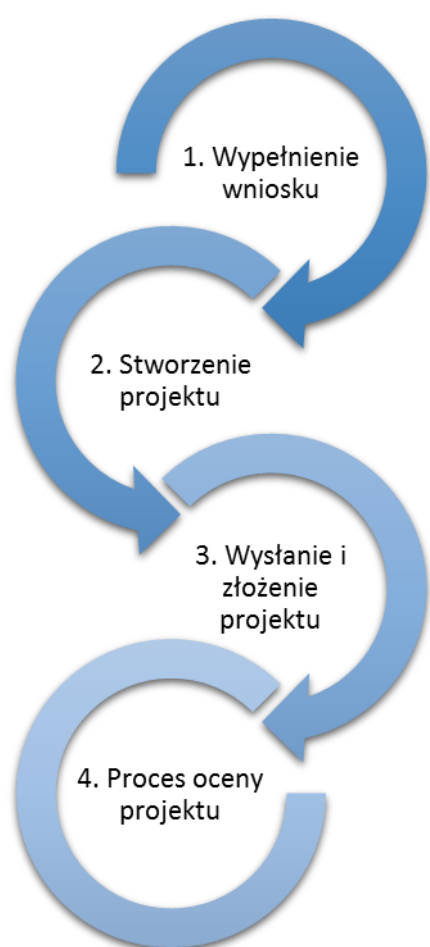 1. Wypełnienie
wniosku
2. Stworzenie
projektu
3. Wysłanie i
złożenie
projektu
4. Proces oceny
projektu